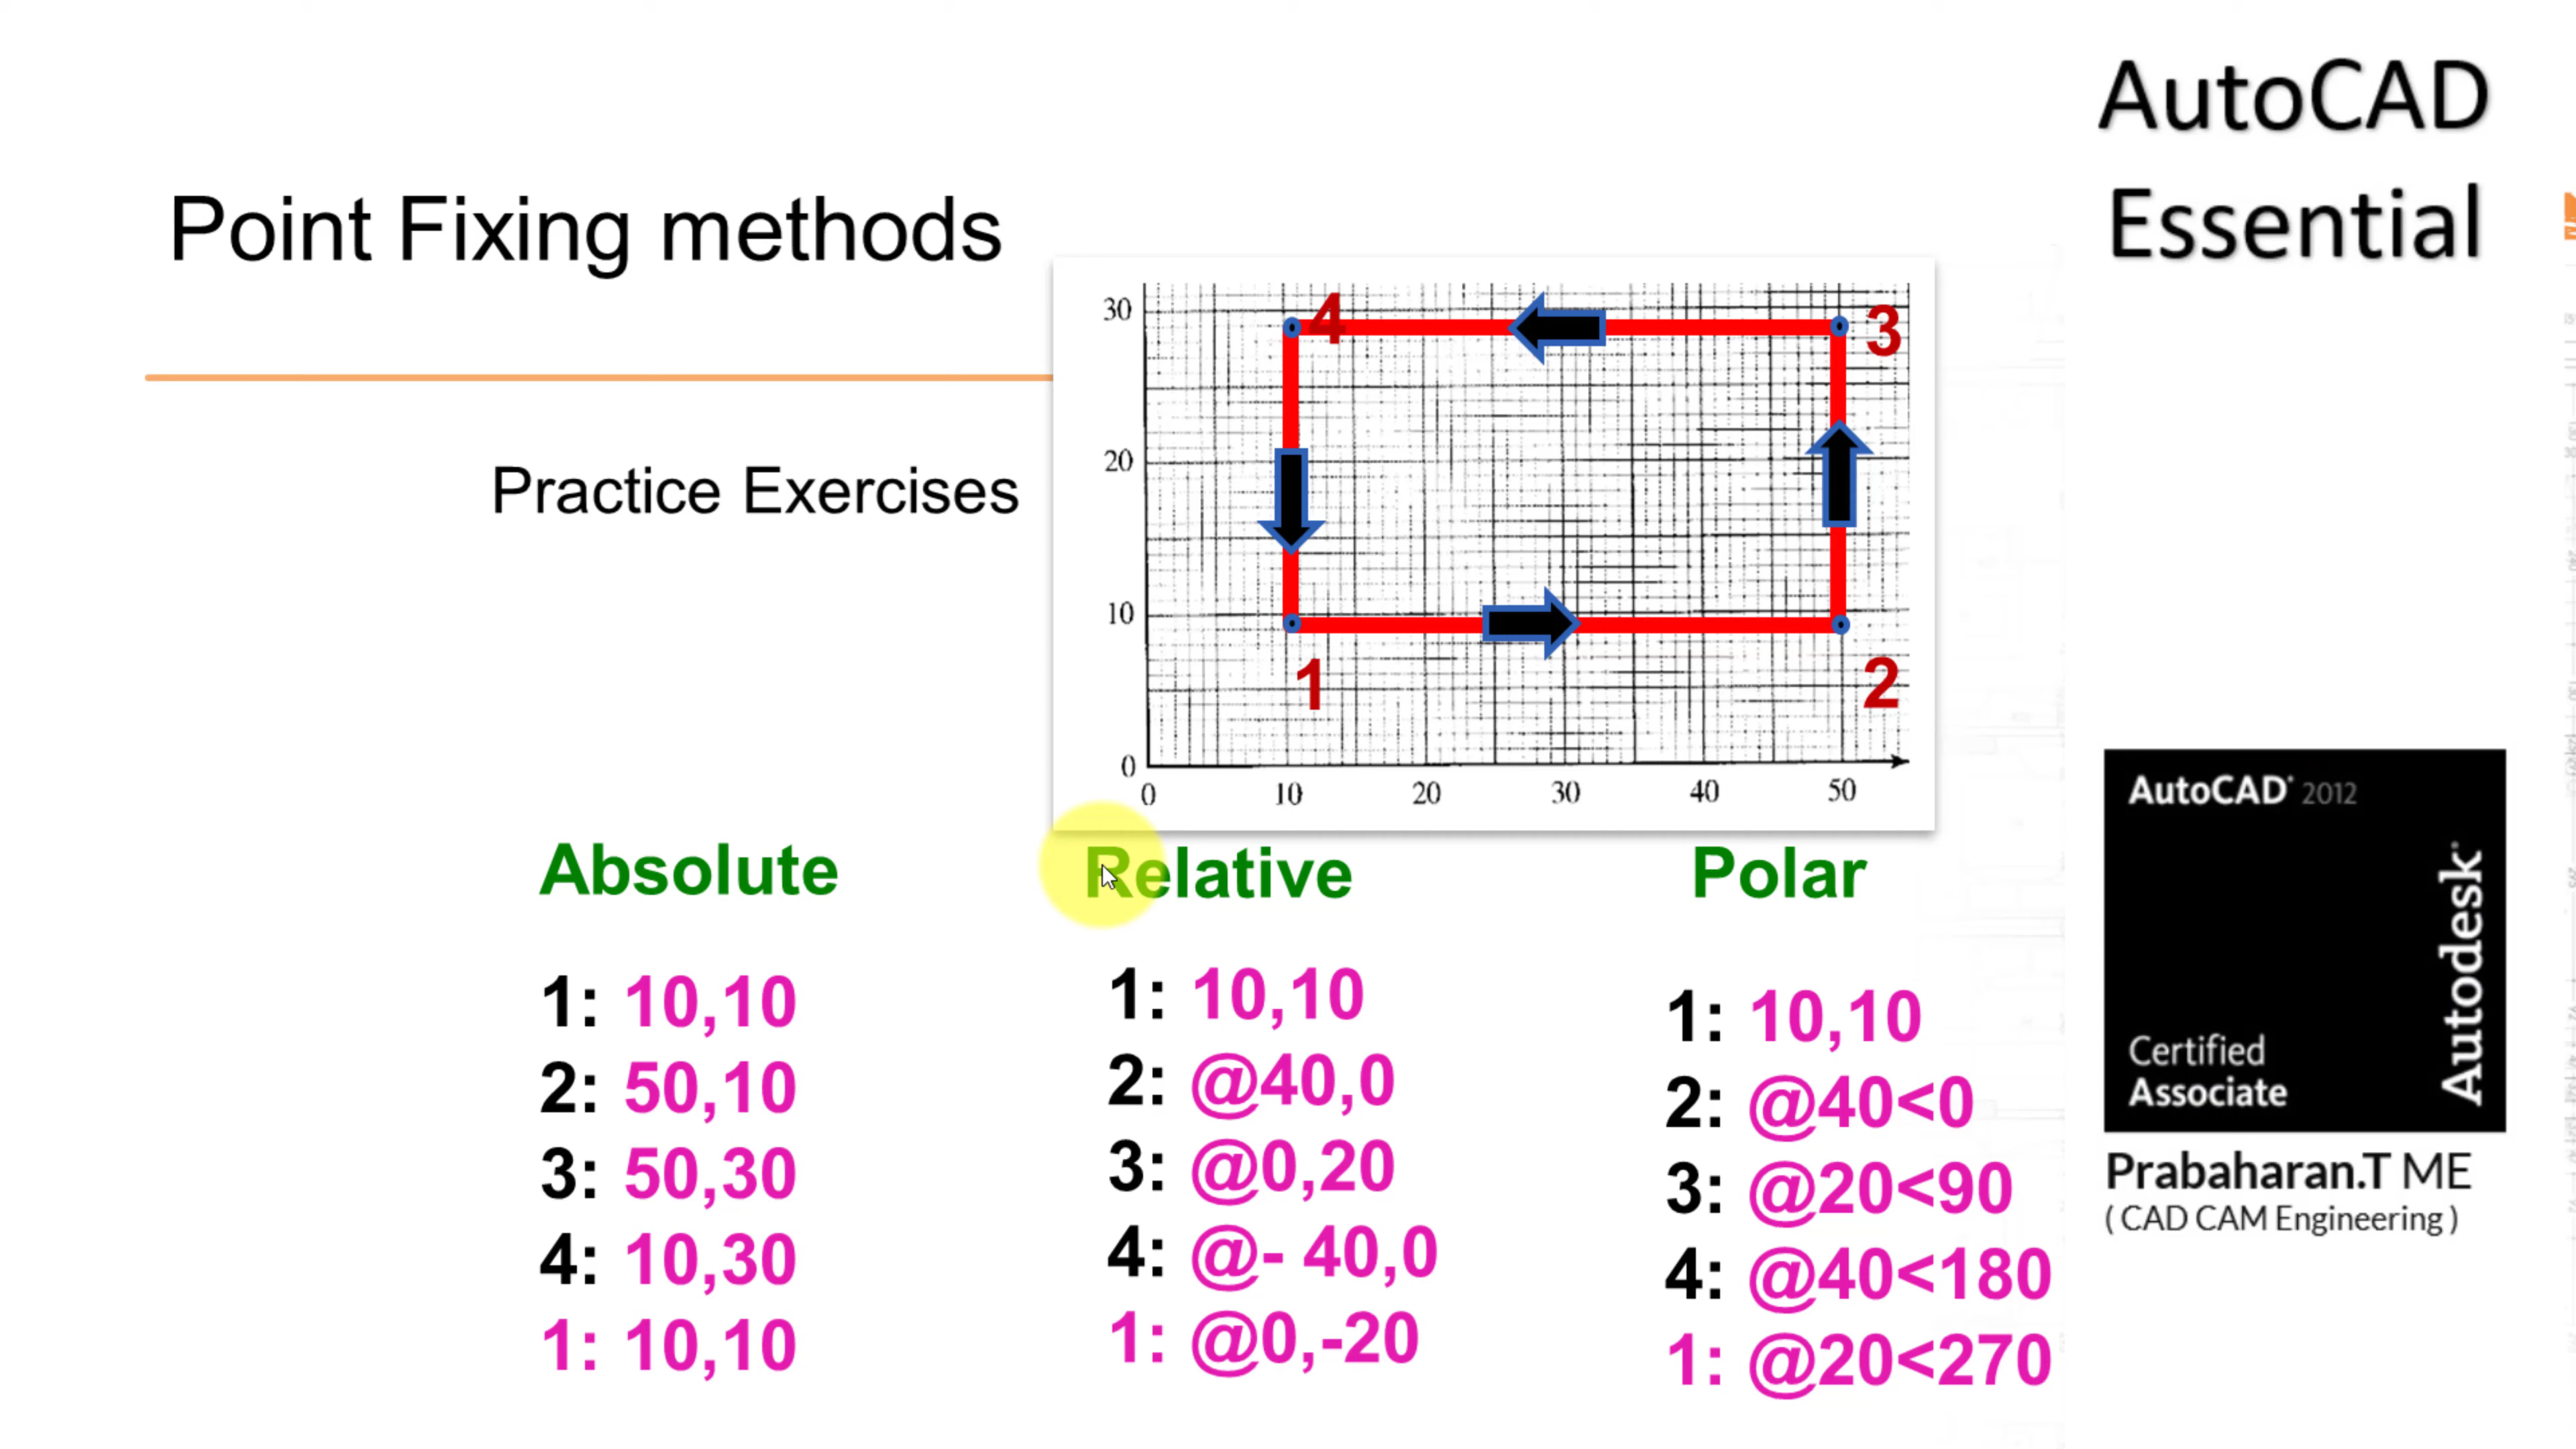 AutoCAD
Essential
Point Fixing methods
Practice Exercises
30
20
10
0
0 10 20 30 40 50
4
3
1
2
Absolute
1: 10,10
2: 50,10
3: 50,30
4: 10,30
1: 10,10
Relative
1: 10,10
2: @40,0
3: @0,20
4: @- 40,0
1: @0,-20
Polar
1: 10,10
2: @40<0
3: @20<90
4: @40<180
1: @20<270
AutoCAD® 2012
Autodesk®
Certified
Associate
Prabaharan.T ME
( CAD CAM Engineering )